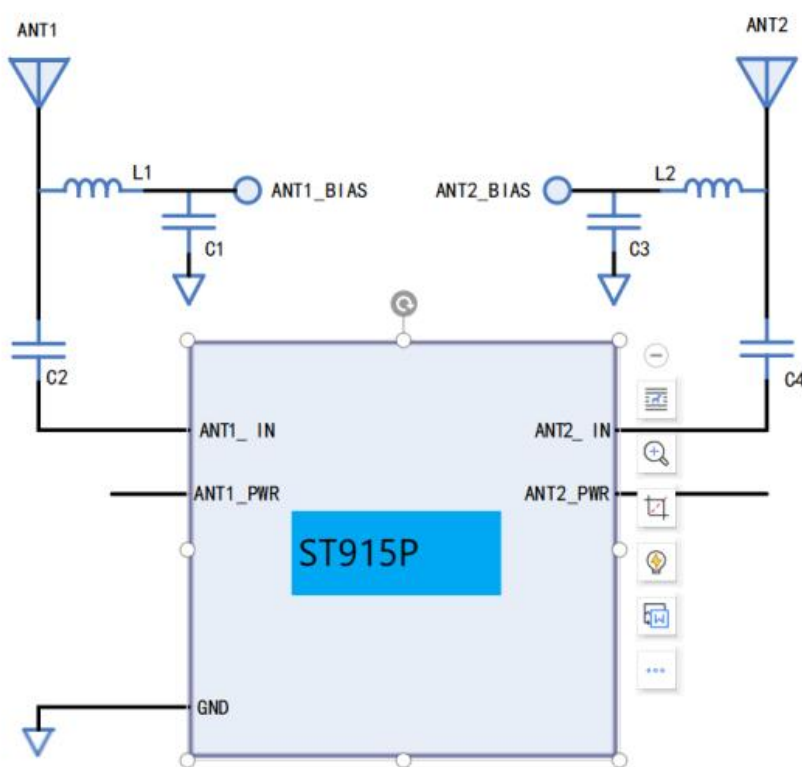 ANT1
ANT2
L1
ANT1_BIAS
ANT2_BIAS
L2
C1
C3
C2
C4
ANT1_ IN
ANT2_ IN
ANT1_PWR
ANT2_PWR
ST915P
GND
W